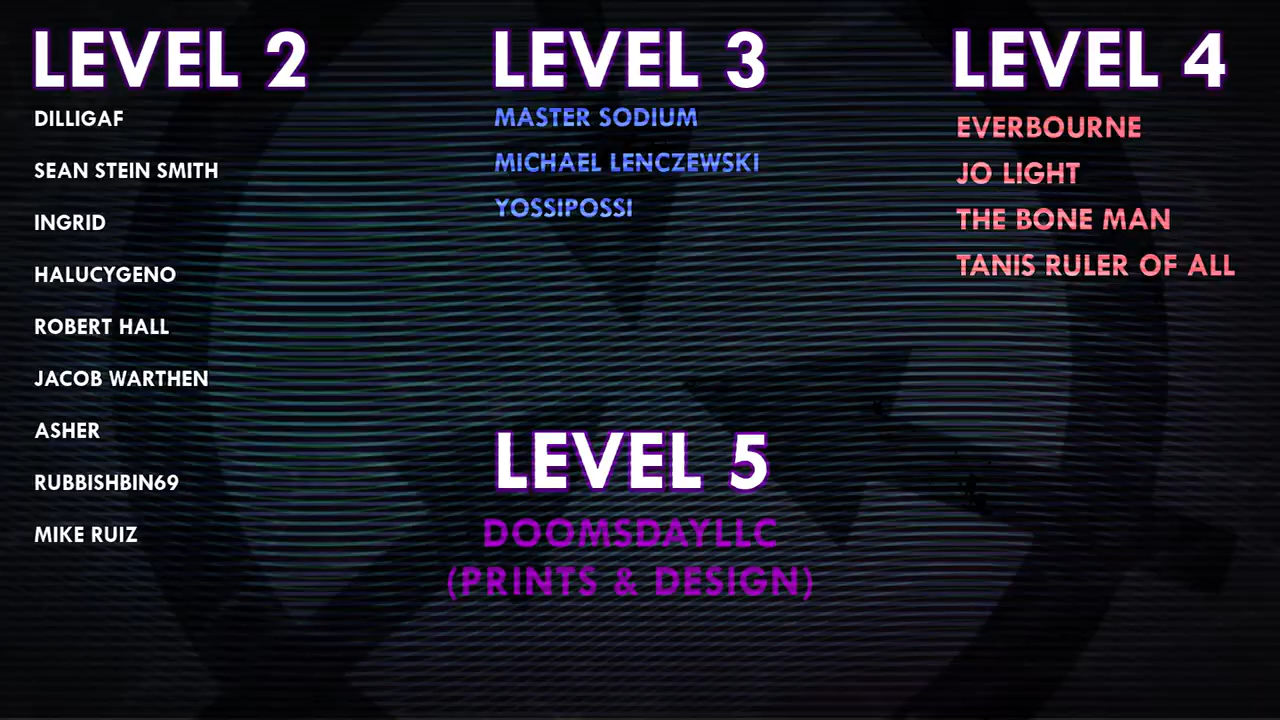 LEVEL 2
DILLIGAF
SEAN STEIN SMITH
INGRID
HALUCYGENO
ROBERT HALL
JACOB WARTHEN
ASHER
RUBBISHBIN69
MIKE RUIZ
LEVEL 3
MASTER SODIUM
MICHAEL LENCZEWSKI
YOSSIPOSSI
LEVEL 4
EVERBOURNE
JO LIGHT
THE BONE MAN
TANIS RULER OF ALL
LEVEL 5
DOOMSDAYLLC
(PRINTS & DESIGN)